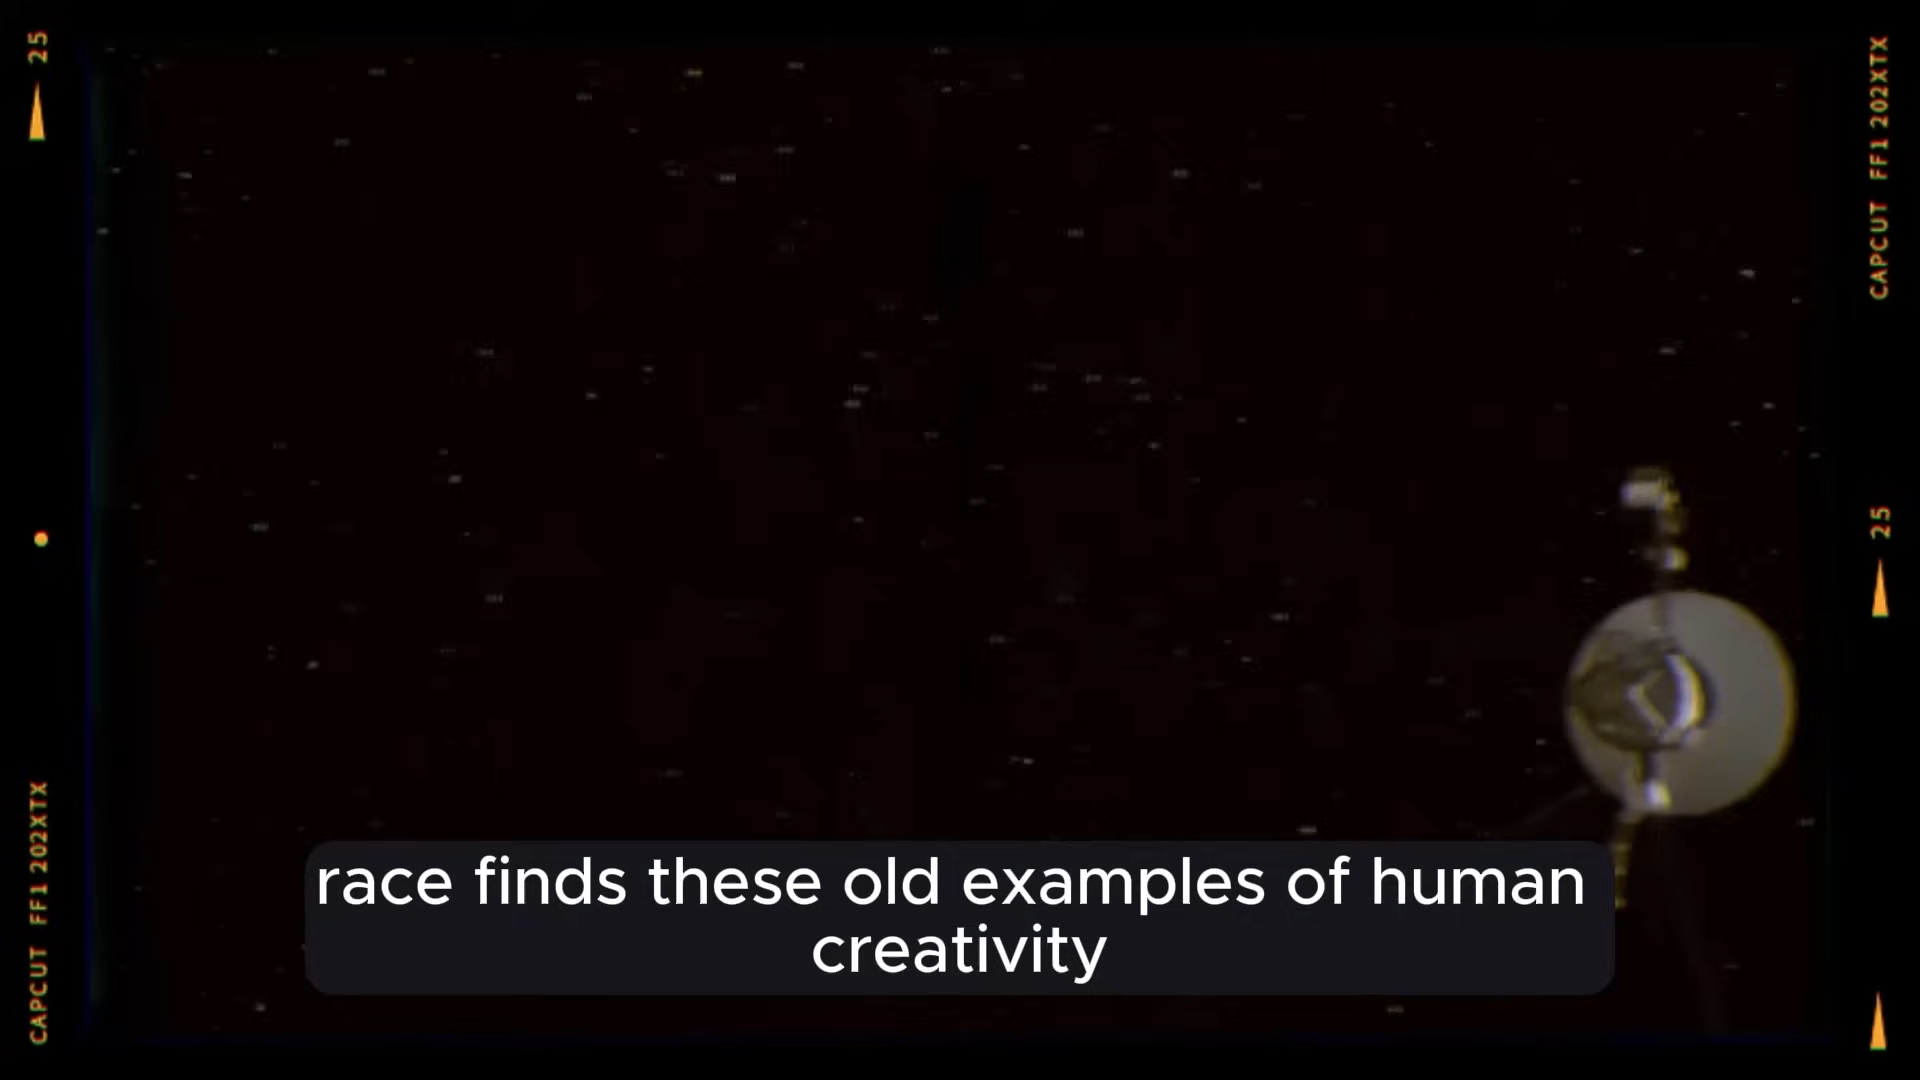 25
CAPCUT FF1 202XTX
CAPCUT FF1 202XTX
25
race finds these old examples of human
creativity